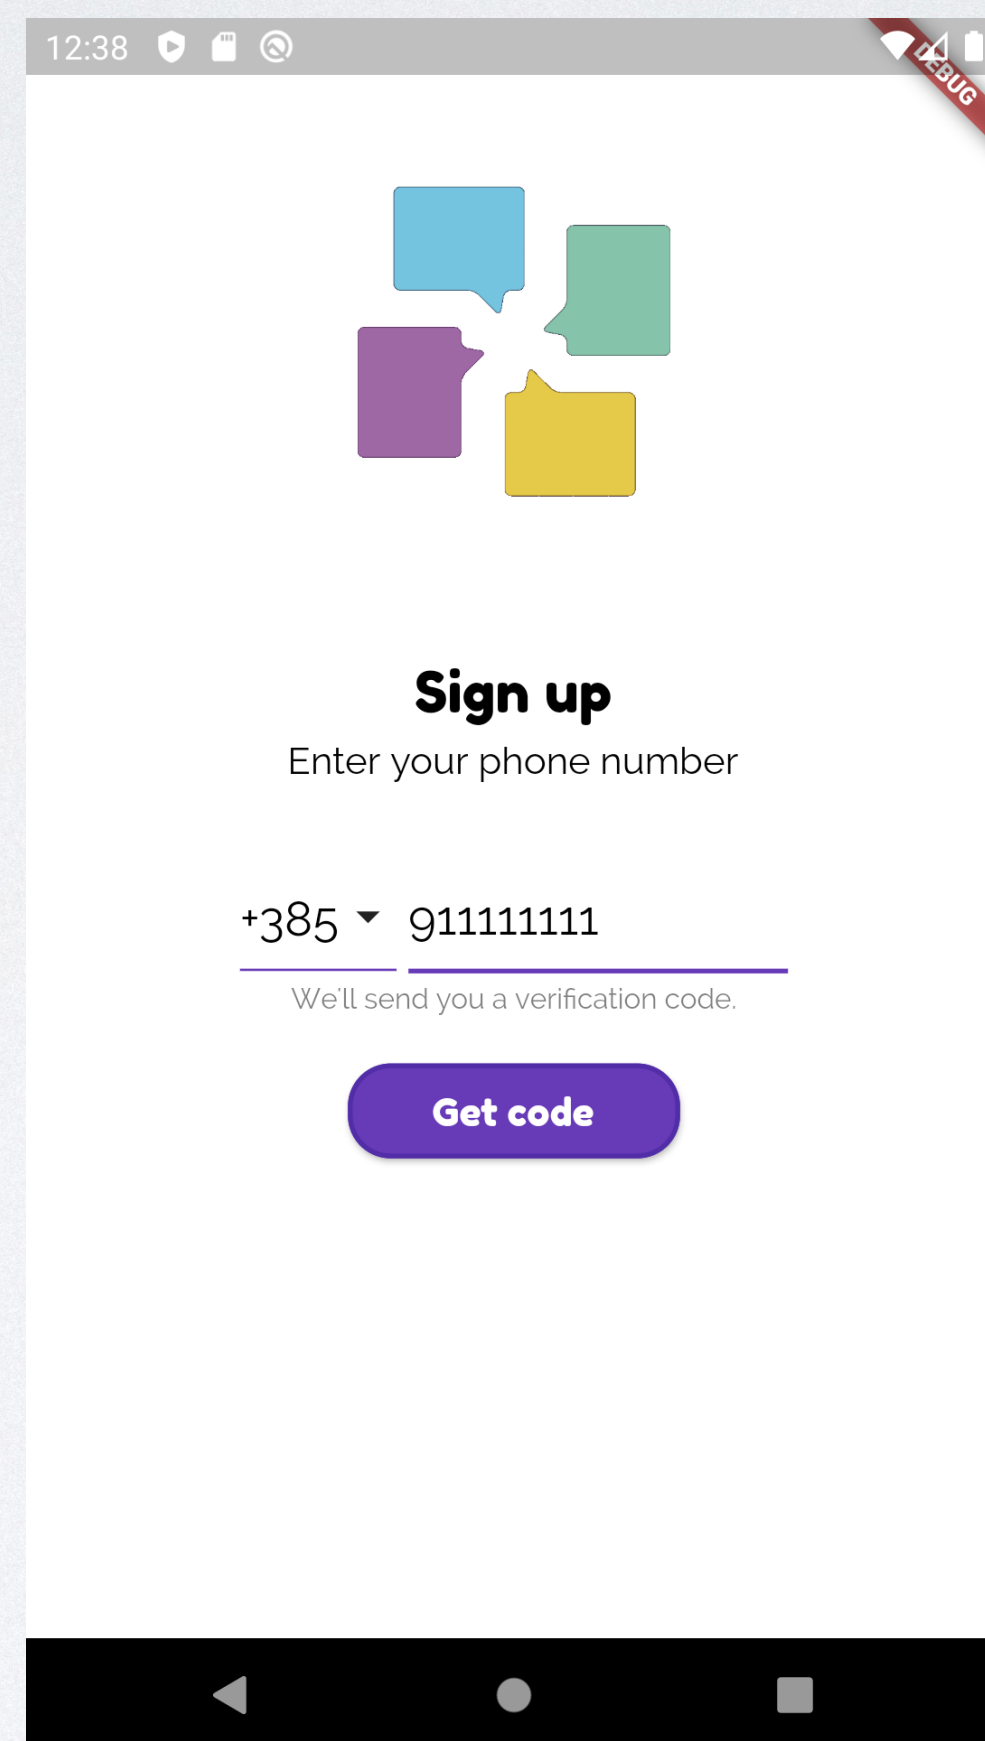 12:38
DEBUG
Sign up
Enter your phone number
+385 911111111
We'll send you a verification code.
Get code